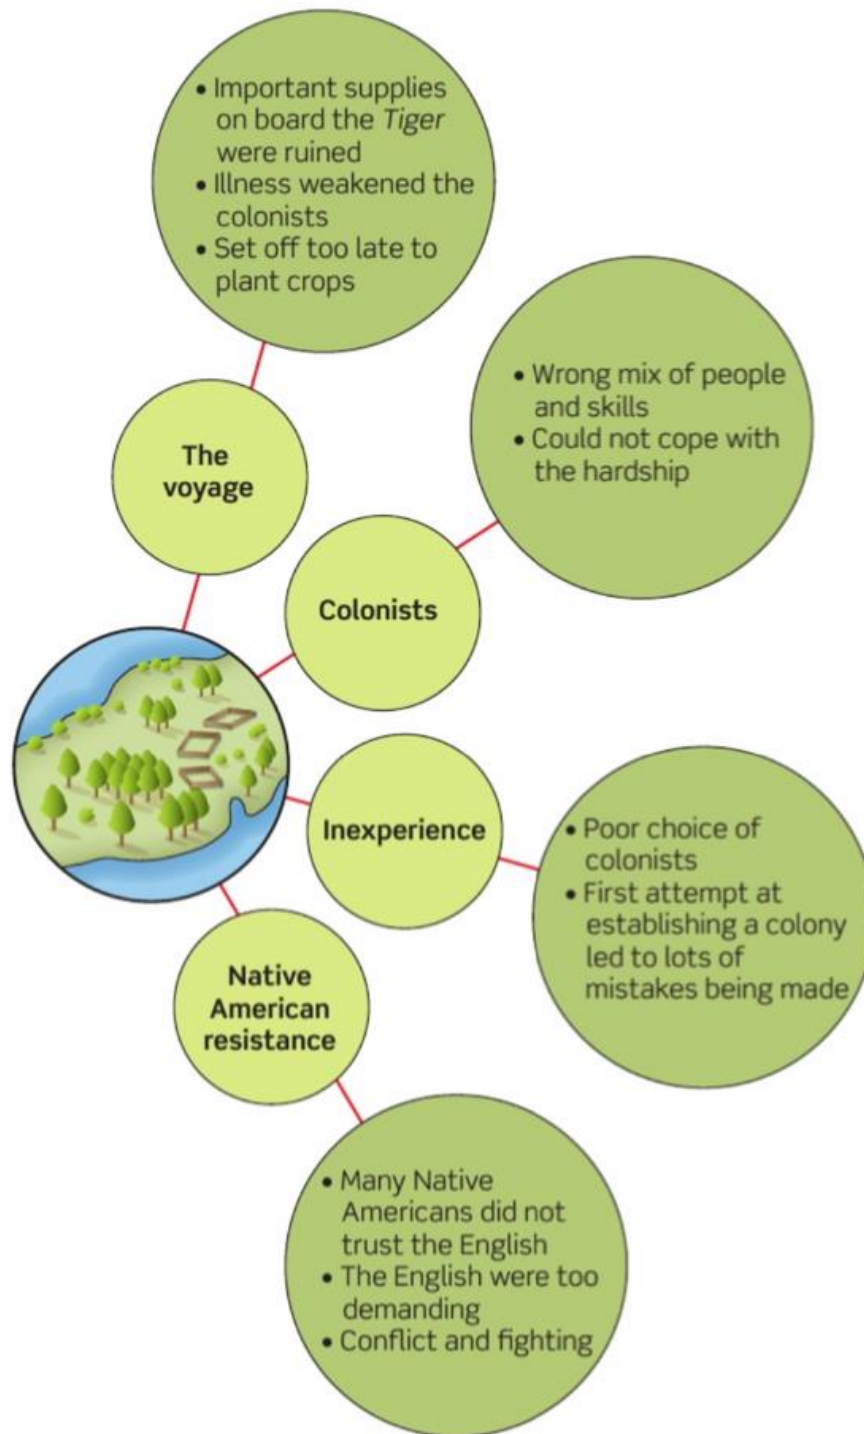 • Important supplies
on board the Tiger
were ruined
• Illness weakened the
colonists
• Set off too late to
plant crops
The
voyage
• Wrong mix of people
and skills
• Could not cope with
the hardship
Colonists
Inexperience
• Poor choice of
colonists
• First attempt at
establishing a colony
led to lots of
mistakes being made
Native
American
resistance
• Many Native
Americans did not
trust the English
• The English were too
demanding
• Conflict and fighting